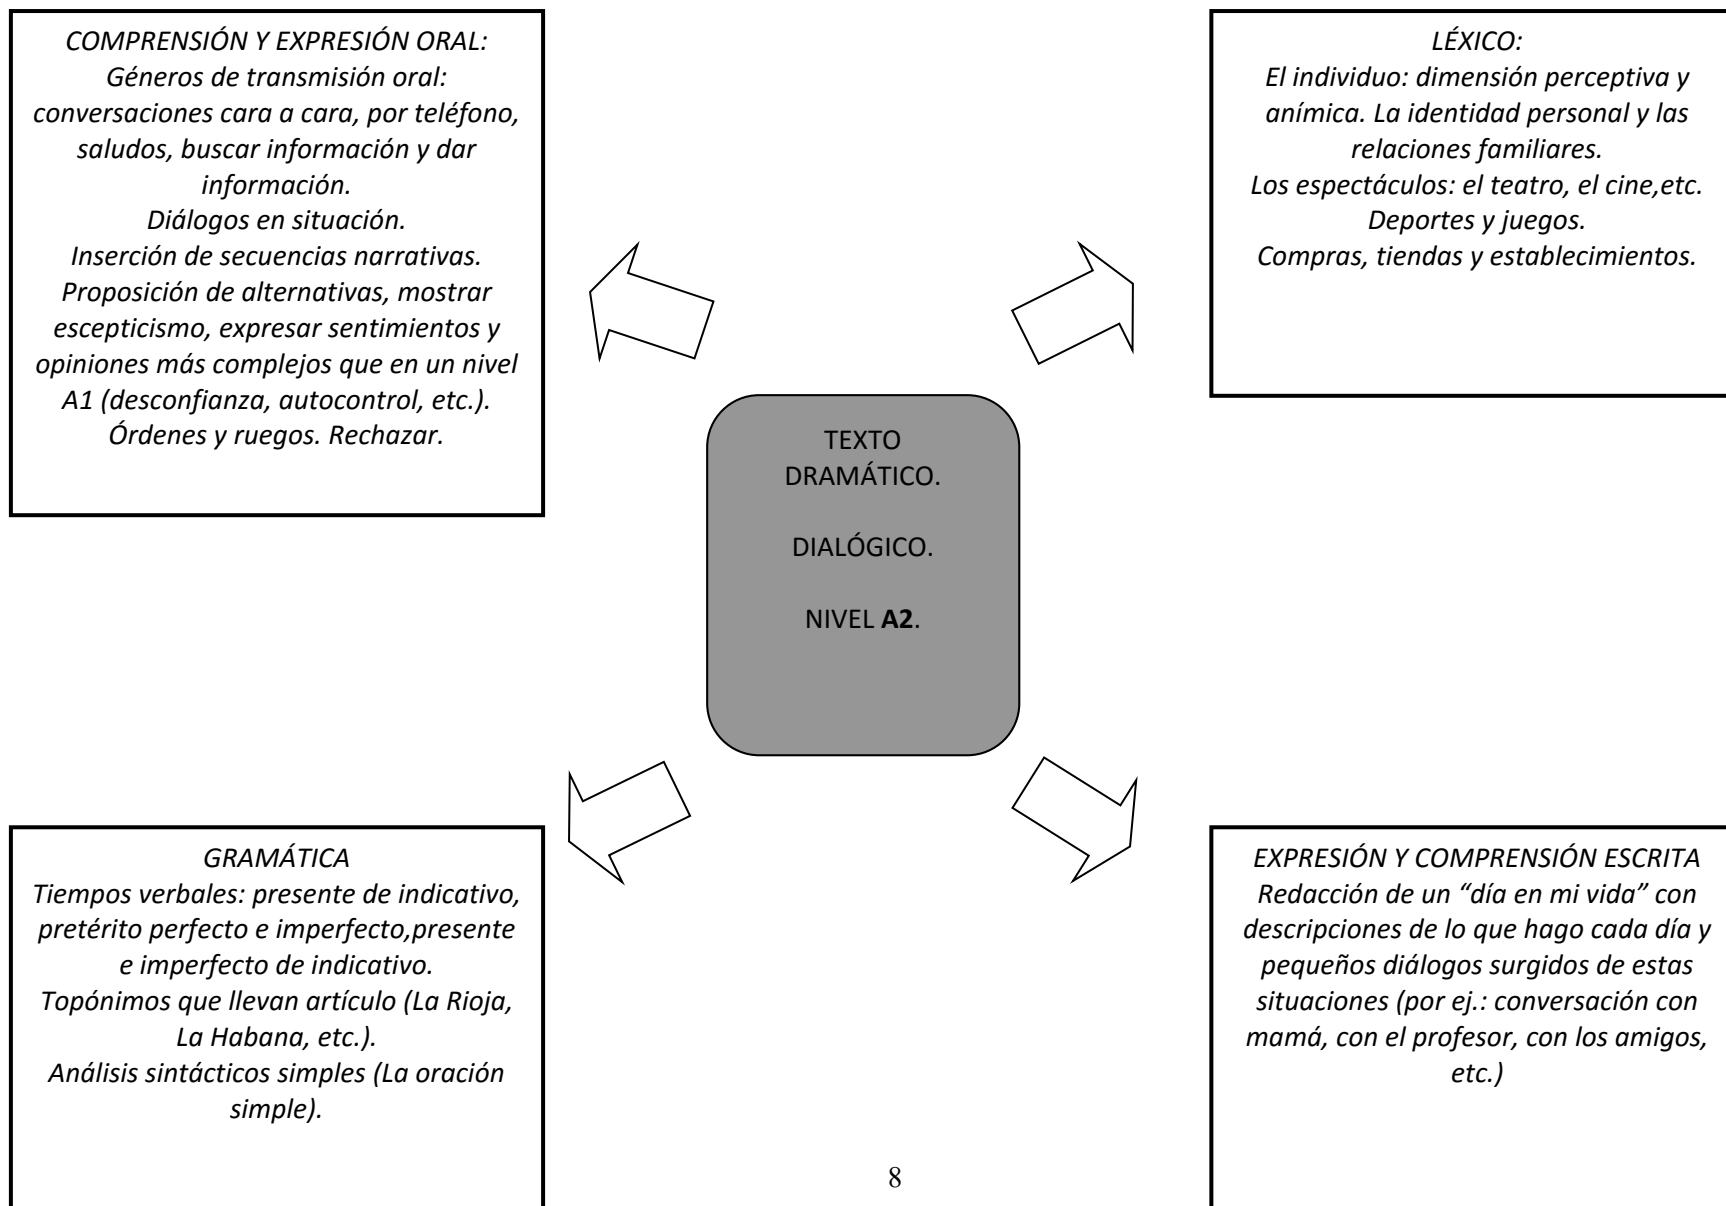 COMPRENSIÓN Y EXPRESIÓN ORAL:
Géneros de transmisión oral:
conversaciones cara a cara, por teléfono,
saludos, buscar información y dar
información.
Diálogos en situación.
Inserción de secuencias narrativas.
Proposición de alternativas, mostrar
escepticismo, expresar sentimientos y
opiniones más complejos que en un nivel
A1 (desconfianza, autocontrol, etc.).
Órdenes y ruegos. Rechazar.
LÉXICO:
El individuo: dimensión perceptiva y
anímica. La identidad personal y las
relaciones familiares.
Los espectáculos: el teatro, el cine,etc.
Deportes y juegos.
Compras, tiendas y establecimientos.
TEXTO
DRAMÁTICO.
DIALÓGICO.
NIVEL A2.
GRAMÁTICA
Tiempos verbales: presente de indicativo,
pretérito perfecto e imperfecto,presente
e imperfecto de indicativo.
Topónimos que llevan artículo (La Rioja,
La Habana, etc.).
Análisis sintácticos simples (La oración
simple).
EXPRESIÓN Y COMPRENSIÓN ESCRITA
Redacción de un “día en mi vida” con
descripciones de lo que hago cada día y
pequeños diálogos surgidos de estas
situaciones (por ej.: conversación con
mamá, con el profesor, con los amigos,
etc.)
8